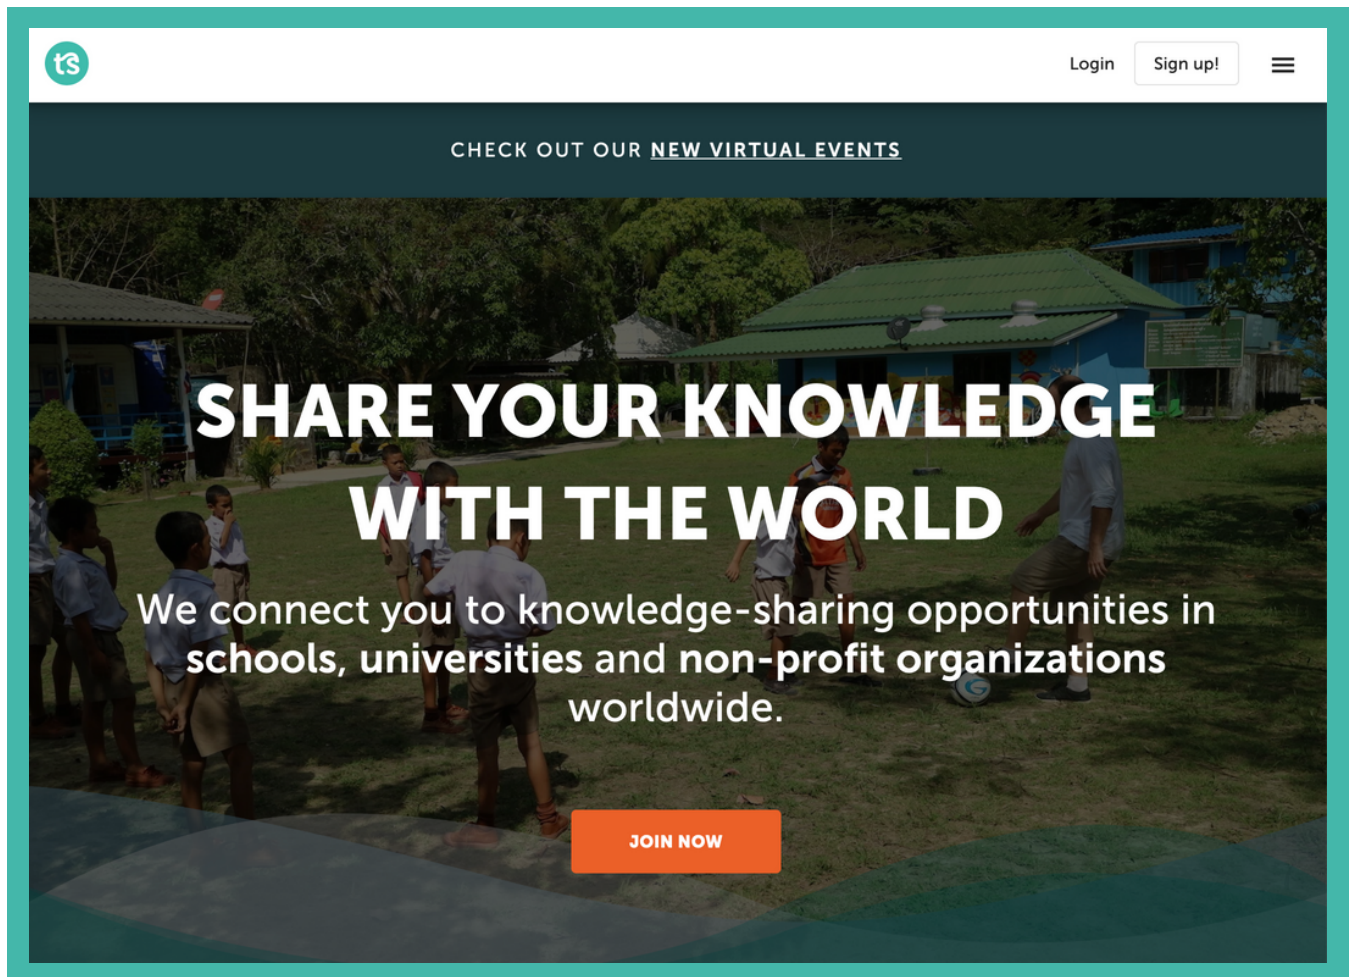 ts
Login
Sign up!
CHECK OUT OUR NEW VIRTUAL EVENTS
SHARE YOUR KNOWLEDGE
WITH THE WORLD
We connect you to knowledge-sharing opportunities in
schools, universities and non-profit organizations
worldwide.
JOIN NOW